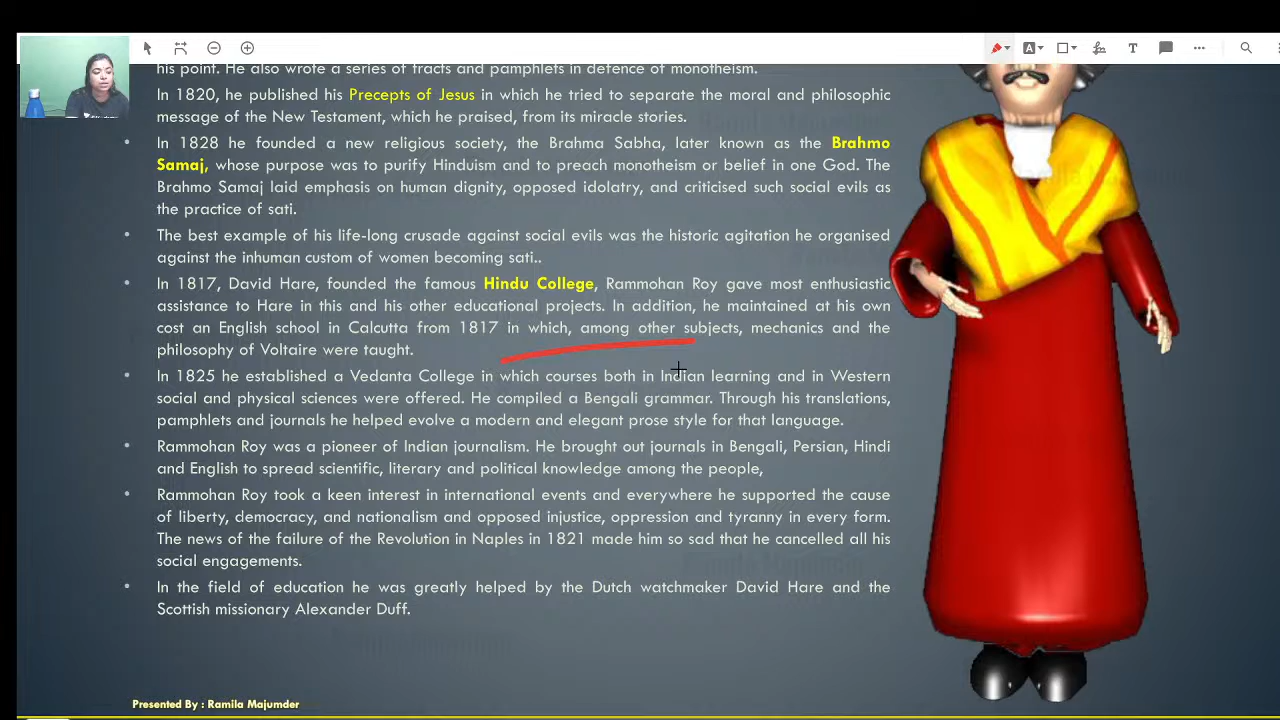 his point. He also wrote a series of tracts and pamphlets in defence of monotheism.
In 1820, he published his Precepts of Jesus in which he tried to separate the moral and philosophic
message of the New Testament, which he praised, from its miracle stories.
• In 1828 he founded a new religious society, the Brahma Sabha, later known as the Brahmo
Samaj, whose purpose was to purify Hinduism and to preach monotheism or belief in one God. The
Brahmo Samaj laid emphasis on human dignity, opposed idolatry, and criticised such social evils as
the practice of sati.
• The best example of his life-long crusade against social evils was the historic agitation he organised
against the inhuman custom of women becoming sati..
• In 1817, David Hare, founded the famous Hindu College, Rammohan Roy gave most enthusiastic
assistance to Hare in this and his other educational projects. In addition, he maintained at his own
cost an English school in Calcutta from 1817 in which, among other subjects, mechanics and the
philosophy of Voltaire were taught.
• In 1825 he established a Vedanta College in which courses both in Indian learning and in Western
social and physical sciences were offered. He compiled a Bengali grammar. Through his translations,
pamphlets and journals he helped evolve a modern and elegant prose style for that language.
• Rammohan Roy was a pioneer of Indian journalism. He brought out journals in Bengali, Persian, Hindi
and English to spread scientific, literary and political knowledge among the people,
• Rammohan Roy took a keen interest in international events and everywhere he supported the cause
of liberty, democracy, and nationalism and opposed injustice, oppression and tyranny in every form.
The news of the failure of the Revolution in Naples in 1821 made him so sad that he cancelled all his
social engagements.
• In the field of education he was greatly helped by the Dutch watchmaker David Hare and the
Scottish missionary Alexander Duff.
Presented By : Ramila Majumder